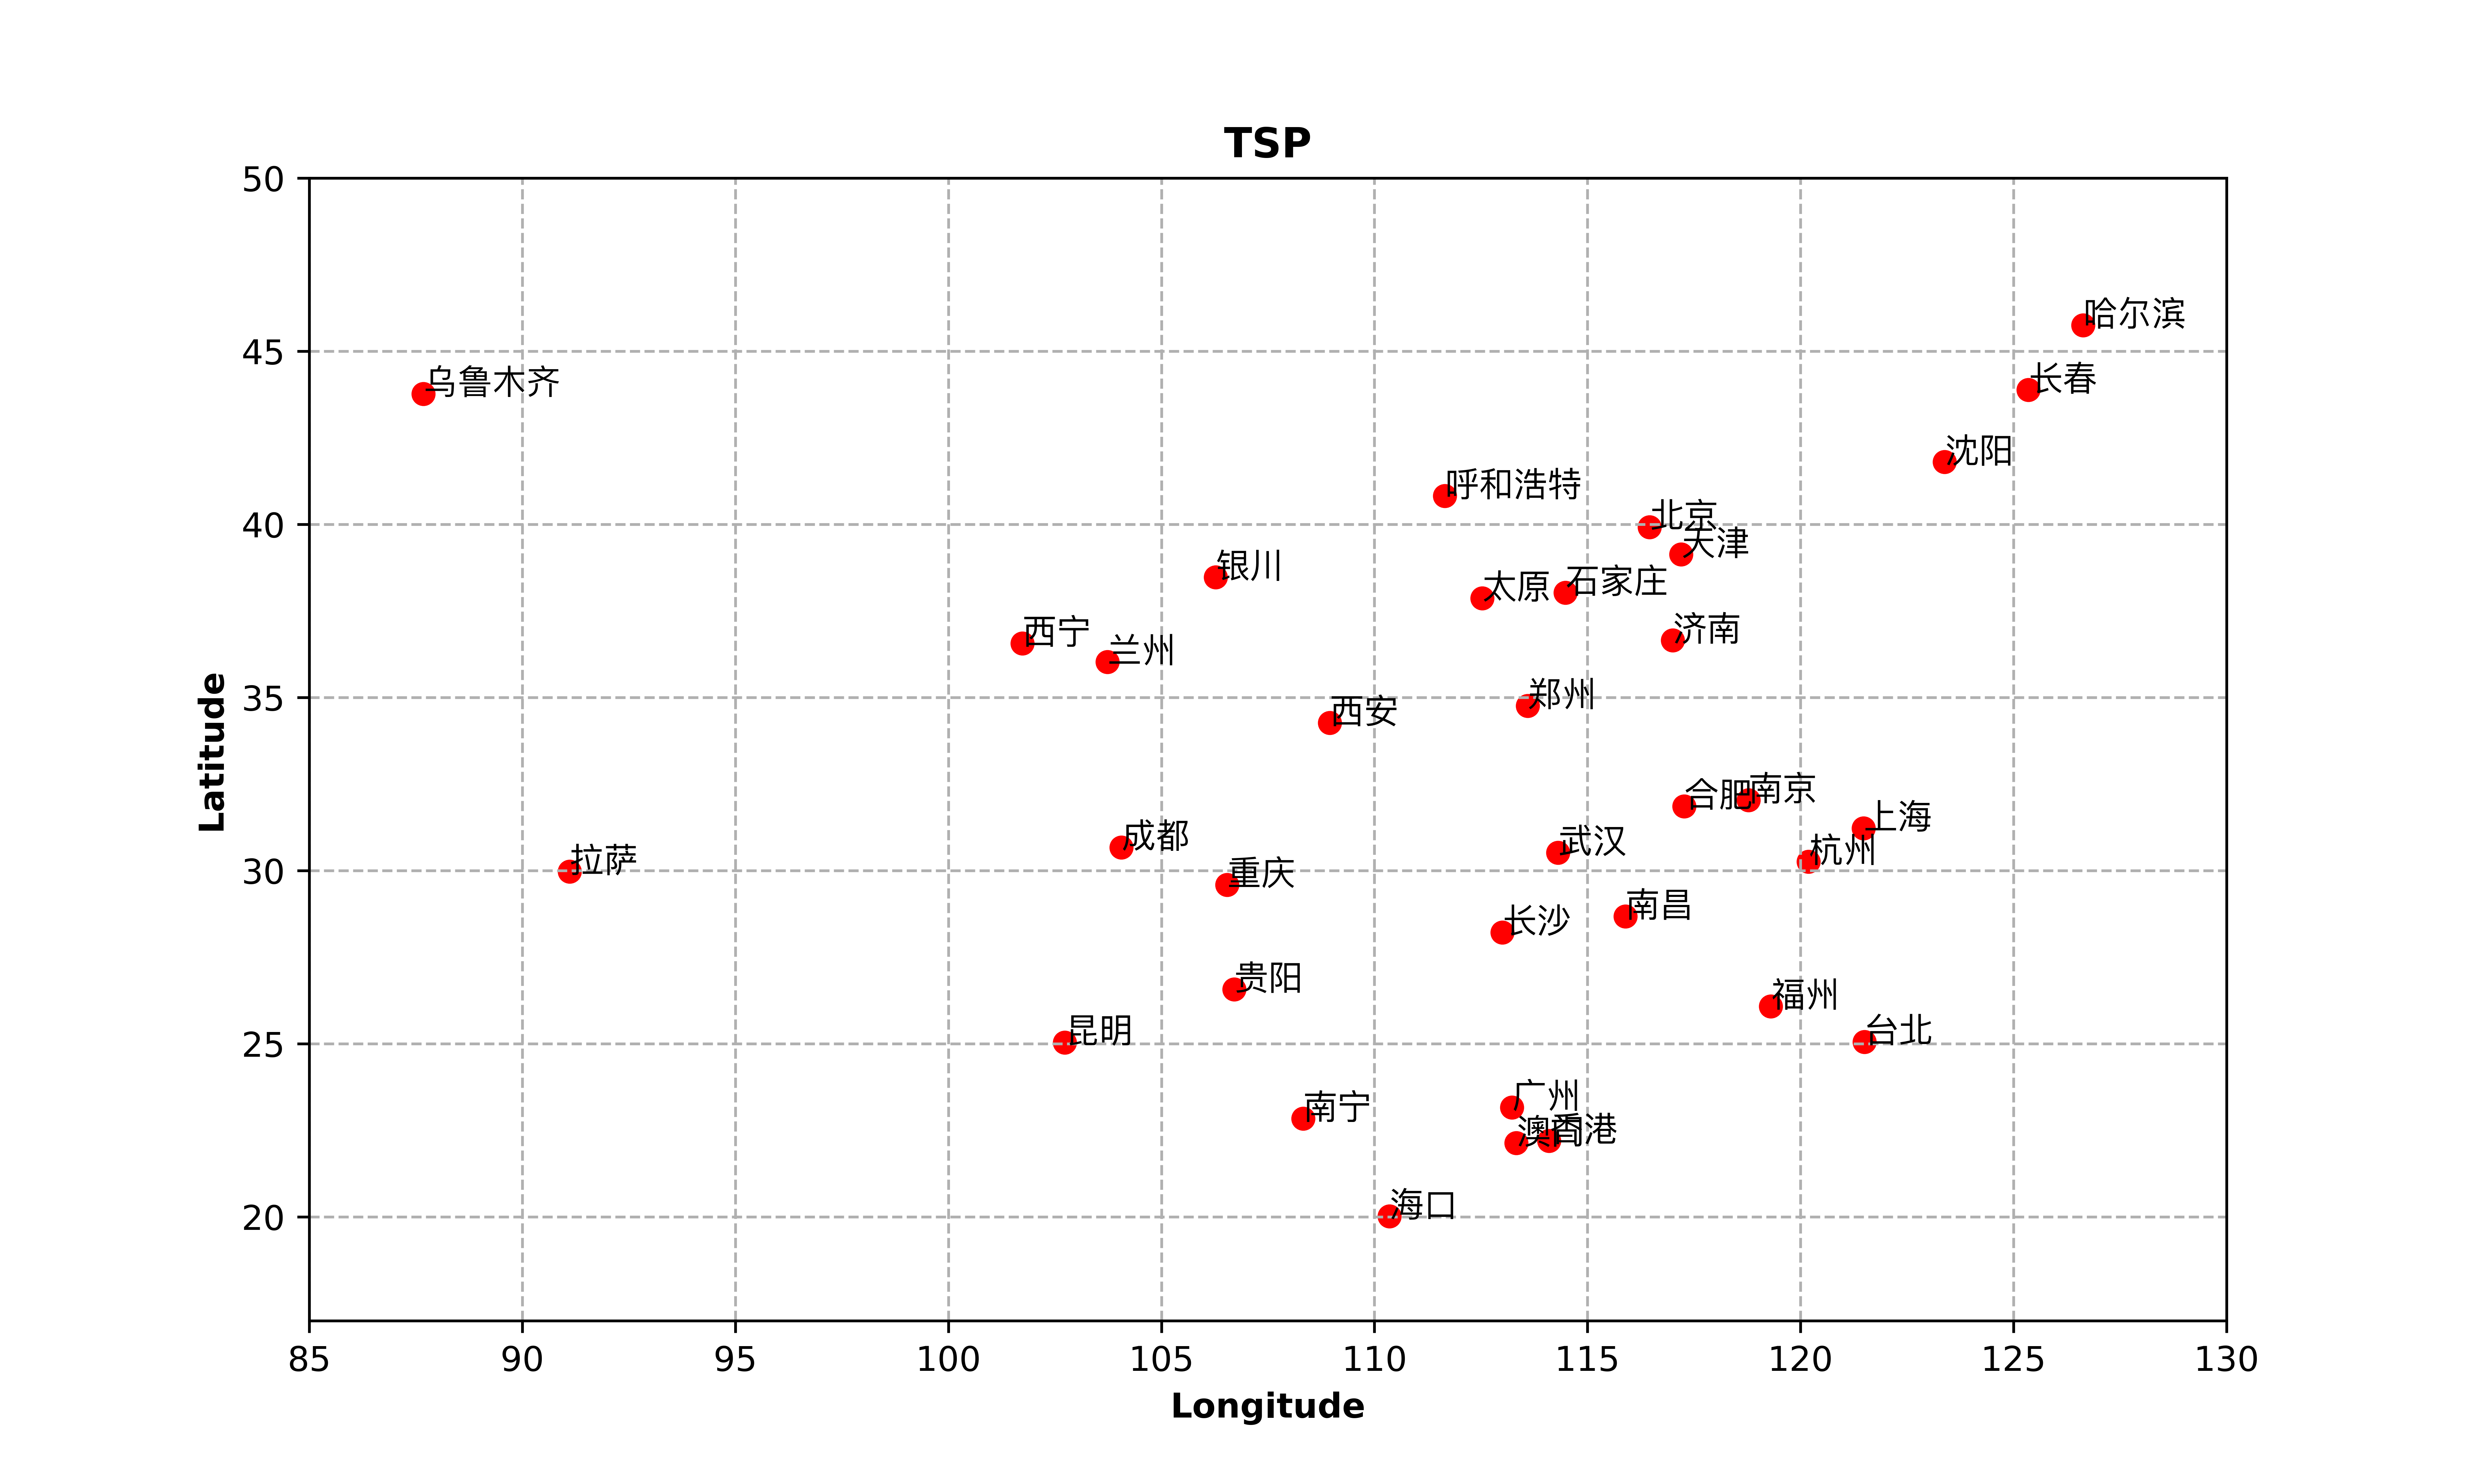 TSP
50
45
40
35
30
25
20
Latitude
哈尔滨
长春
乌鲁木齐
沈阳
呼和浩特
北京
天津
银川
石家庄
太原
西宁
济南
兰州
郑州
西安
南京
合肥
上海
成都
武汉
杭州
拉萨
重庆
南昌
长沙
贵阳
福州
昆明
台北
广州
南宁
香港
澳门
海口
85 90 95 100 105 110 115 120 125 130
Longitude